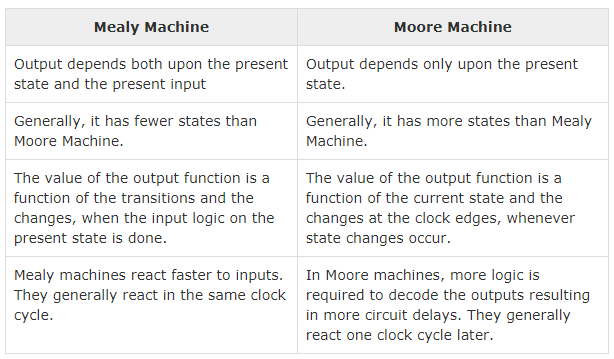 Mealy Machine
Moore Machine
Output depends both upon the present
state and the present input
Output depends only upon the present
state.
Generally, it has fewer states than
Moore Machine.
Generally, it has more states than Mealy
Machine.
The value of the output function is a
function of the transitions and the
changes, when the input logic on the
present state is done.
The value of the output function is a
function of the current state and the
changes at the clock edges, whenever
state changes occur.
Mealy machines react faster to inputs.
They generally react in the same clock
cycle.
In Moore machines, more logic is
required to decode the outputs resulting
in more circuit delays. They generally
react one clock cycle later.